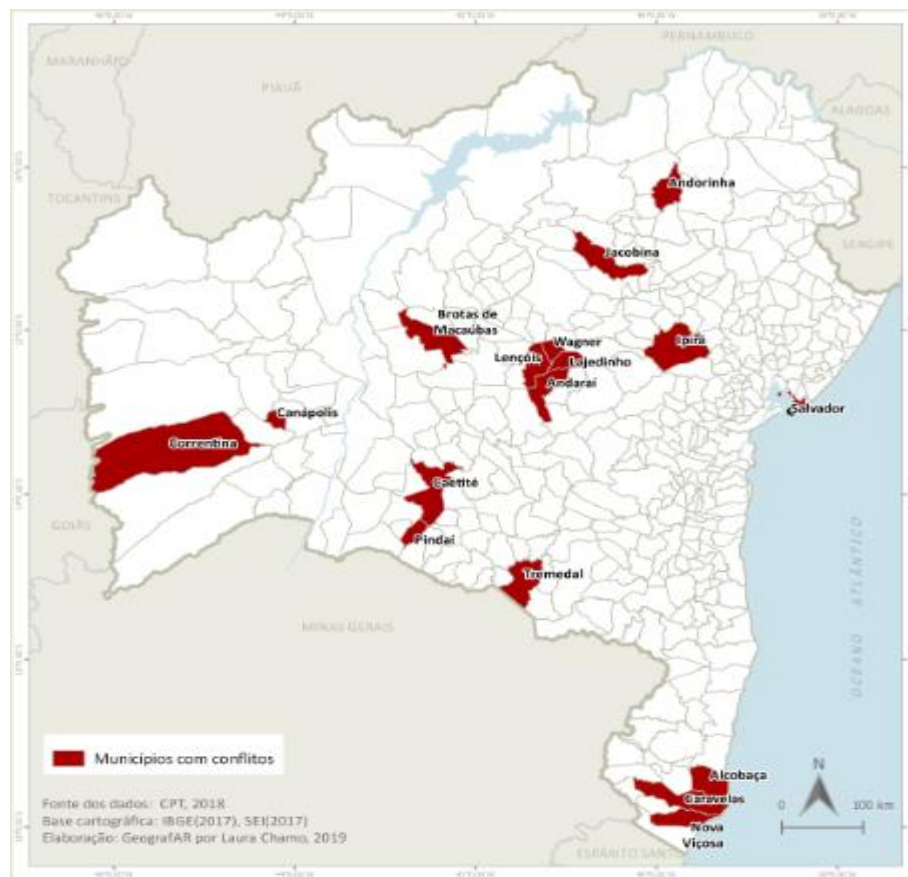 PERNAMBUCO
MARANHÃO
PIAUÍ
ALAGOAS
Andorinha
TOCANTINS
SERGIPE
Jacobina
Brotas de
Macaúbas
Wagner
Ipirá
Lençóis
Lajedinho
Andaraí
Canápolis
Salvador
Correntina
Caetité
GOIÁS
Pindaí
Tremedal
OCEANO ATLÂNTICO
MINAS GERAIS
Municípios com conflitos
Alcobaça
N
Caravelas
0 100 km
Nova
Viçosa
Fonte dos dados: CPT, 2018
Base cartográfica: IBGE(2017), SEI(2017)
Elaboração: GeografAR por Laura Chamo, 2019
ESPÍRITO SANTO